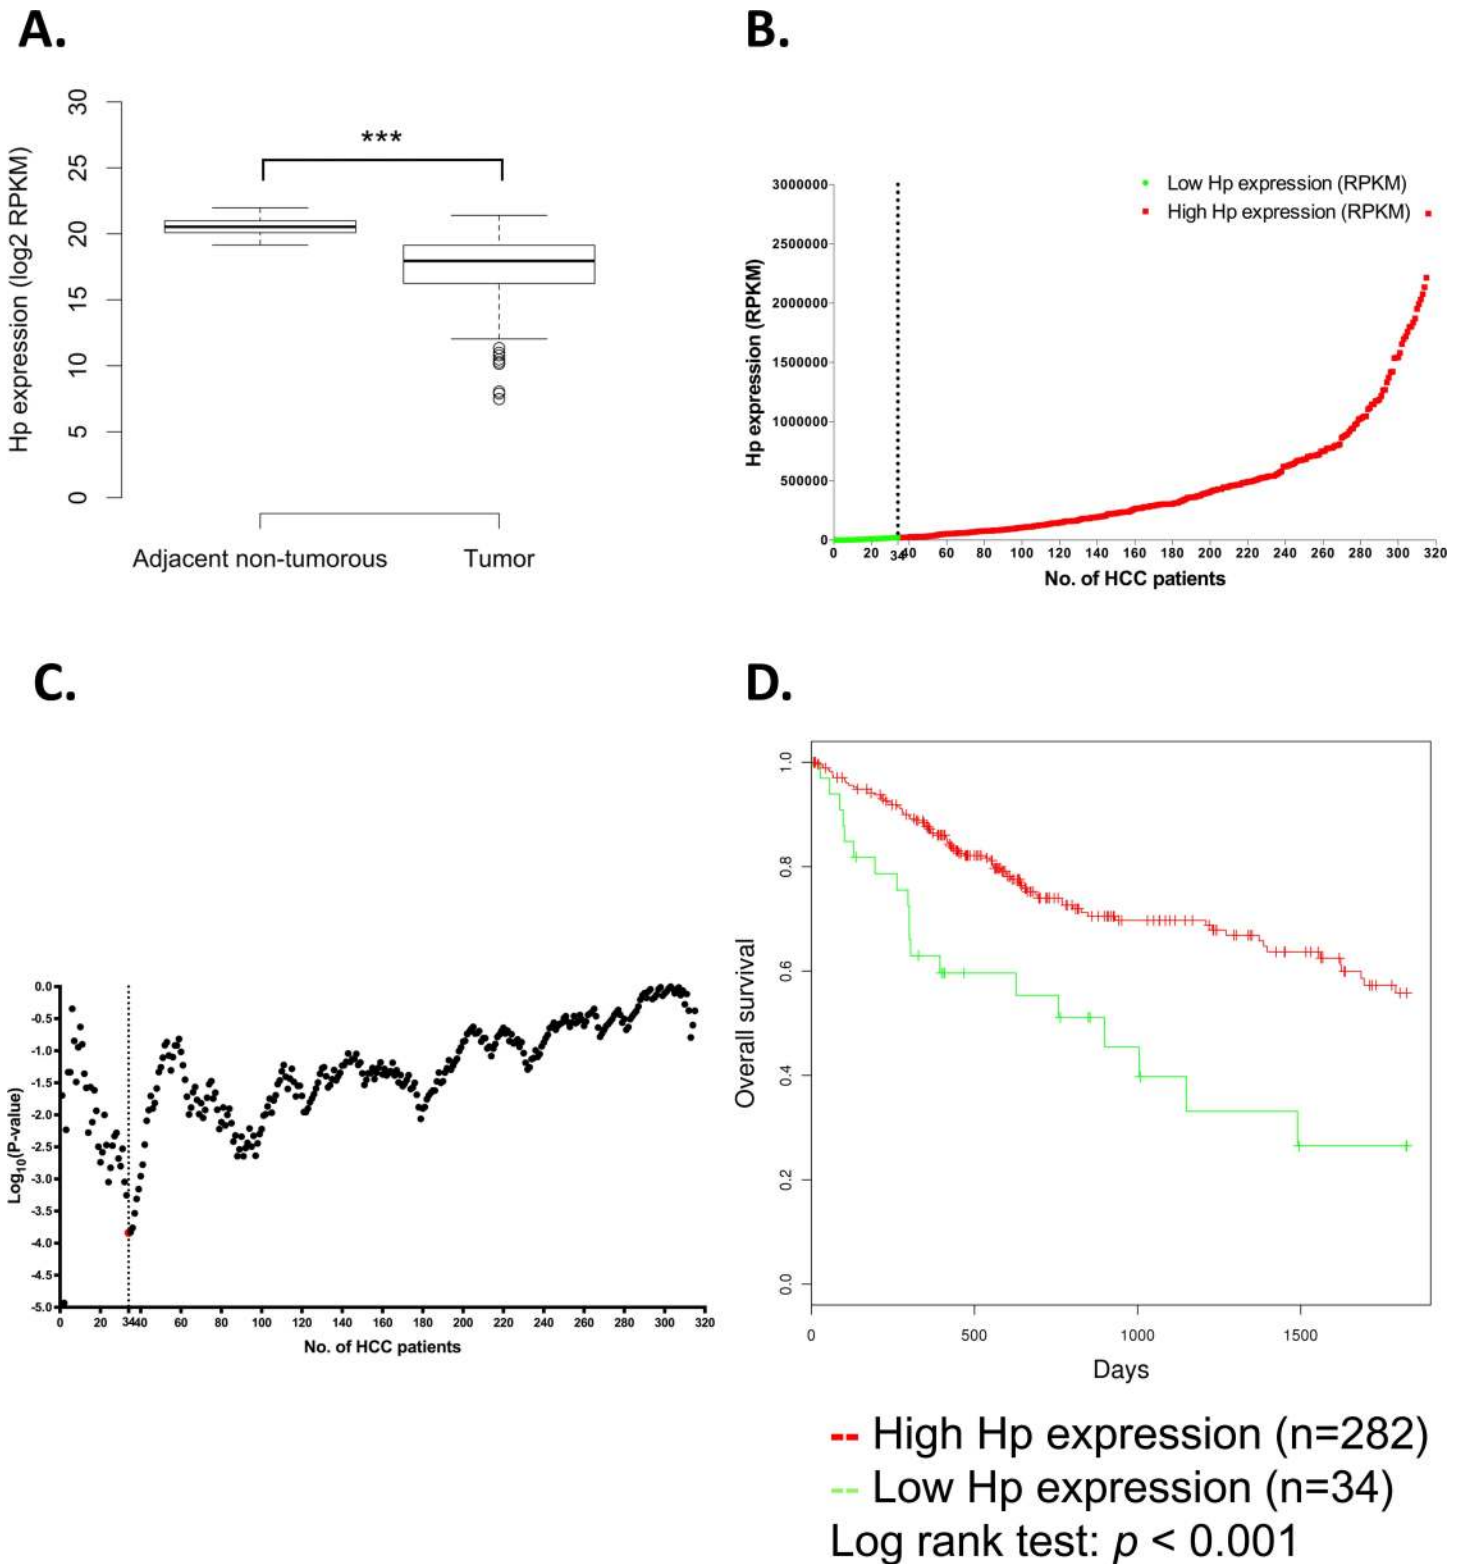 A.
Hp expression (log2 RPKM)
30
25
20
15
10
5
0
***
Adjacent non-tumorous
Tumor
B.
Hp expression (RPKM)
3000000
2500000
2000000
1500000
1000000
500000
0
Low Hp expression (RPKM)
High Hp expression (RPKM)
0 20 34 40 60 80 100 120 140 160 180 200 220 240 260 280 300 320
No. of HCC patients
C.
Log10(P-value)
0.0
-0.5
-1.0
-1.5
-2.0
-2.5
-3.0
-3.5
-4.0
-4.5
-5.0
0 20 34 40 60 80 100 120 140 160 180 200 220 240 260 280 300 320
No. of HCC patients
D.
Overall survival
1.0
0.8
0.6
0.4
0.2
0.0
0 500 1000 1500
Days
High Hp expression (n=282)
Low Hp expression (n=34)
Log rank test: p < 0.001